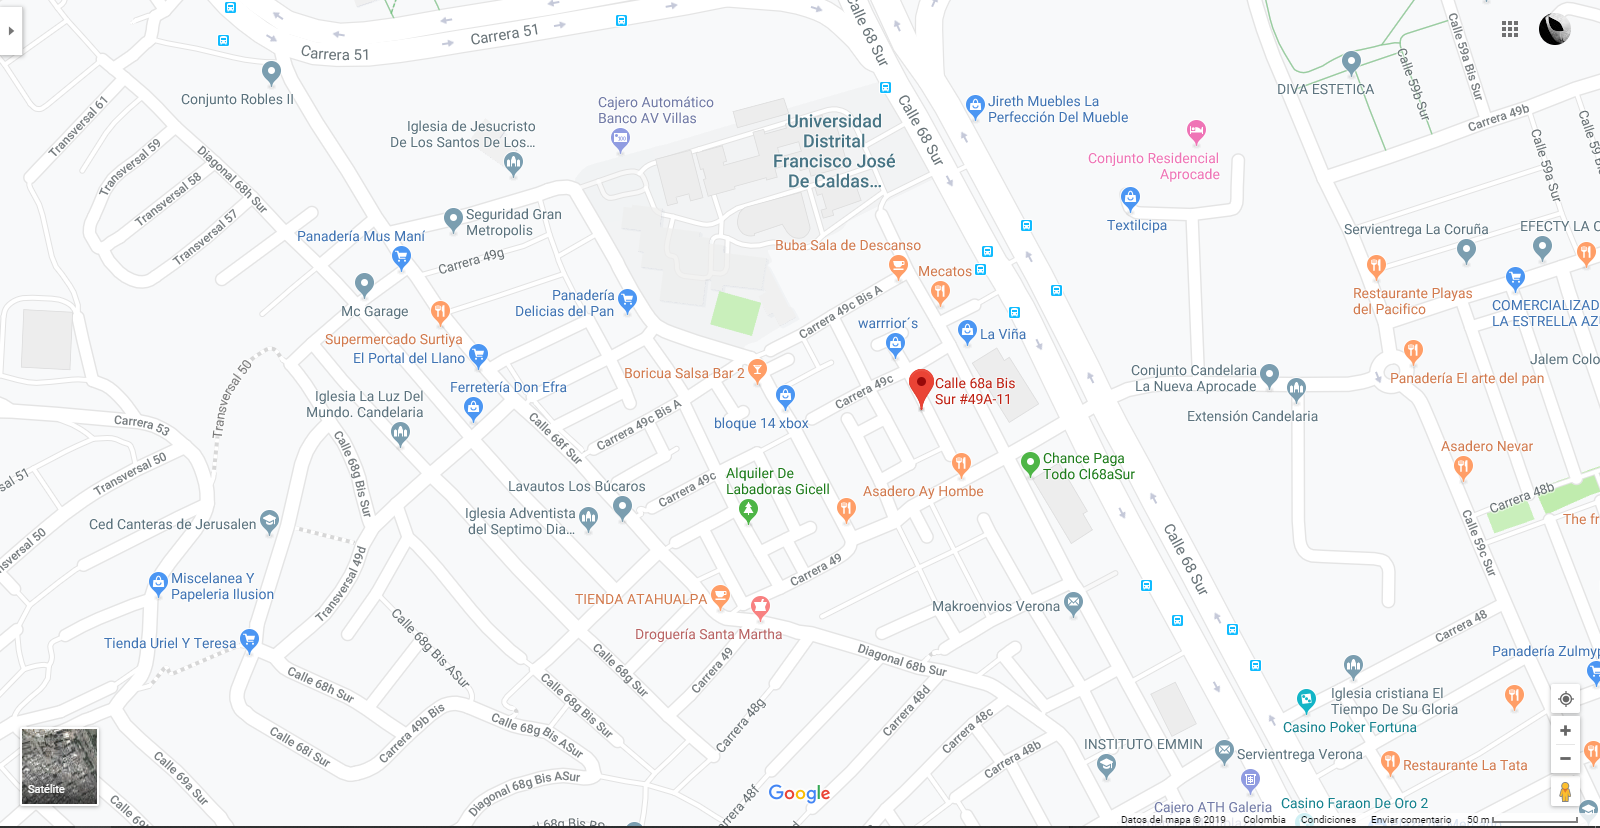 Carrera 51
Carrera 51
Calle 68 Sur
Calle 59a Bis Sur
Calle 59b Sur
DIVA ESTETICA
Conjunto Robles II
Transversal 61
Cajero Automático
Banco AV Villas
Calle 68 Sur
Jireth Muebles La
Perfección Del Mueble
Carrera 49b
Iglesia de Jesucristo
De Los Santos De Los...
Universidad
Distrital
Francisco José
De Caldas...
Conjunto Residencial
Aprocade
Calle 59a Sur
Transversal 59
Transversal 58
Diagonal 68h Sur
Transversal 57
Seguridad Gran
Metropolis
Panadería Mus Maní
Textilcipa
Servientrega La Coruña
EFECTY LA C
Buba Sala de Descanso
Carrera 49g
Mecatos
Mc Garage
Panadería
Delicias del Pan
Carrera 49c Bis A
Restaurante Playas
del Pacifico
COMERCIALIZAD
LA ESTRELLA AZU
warrrior´s
La Viña
Supermercado Surtiya
El Portal del Llano
Jalem Colo
Transversal 50
Boricua Salsa Bar 2
Conjunto Candelaria
La Nueva Aprocade
Panadería El arte del pan
Ferretería Don Efra
Carrera 49c
Calle 68a Bis
Sur #49A-11
Iglesia La Luz Del
Mundo. Candelaria
Carrera 49c Bis A
bloque 14 xbox
Extensión Candelaria
Carrera 53
Calle 68f Sur
Calle 68g Bis Sur
Asadero Nevar
Transversal 50
51
Chance Paga
Todo Cl68aSur
Alquiler De
Labadoras Gicell
Carrera 49c
Lavautos Los Búcaros
Asadero Ay Hombe
Carrera 48b
Iglesia Adventista
del Septimo Dia...
Ced Canteras de Jerusalen
The fr
nsversal 50
Transversal 49d
Calle 68 Sur
Calle 59c Sur
Carrera 49
Miscelanea Y
Papeleria Ilusion
TIENDA ATAHUALPA
Makroenvios Verona
Droguería Santa Martha
Carrera 48
Tienda Uriel Y Teresa
Calle 68g Bis ASur
Calle 68g Sur
Carrera 49
Diagonal 68b Sur
Panadería Zulmyp
Calle 68h Sur
Calle 68g Bis Sur
Carrera 48d
Iglesia cristiana El
Tiempo De Su Gloria
Carrera 49b Bis
Calle 68g Bis ASur
Carrera 48g
Carrera 48c
Casino Poker Fortuna
Calle 68i Sur
Carrera 48b
INSTITUTO EMMIN
Servientrega Verona
Restaurante La Tata
Calle 69a Sur
Diagonal 68g Bis ASur
Carrera 48f
Satélite
Google
Cajero ATH Galeria
Casino Faraon De Oro 2
Calle 69b
Calle 68g Bis Sur
Datos del mapa © 2019
Colombia
Condiciones
Enviar comentario
50 m